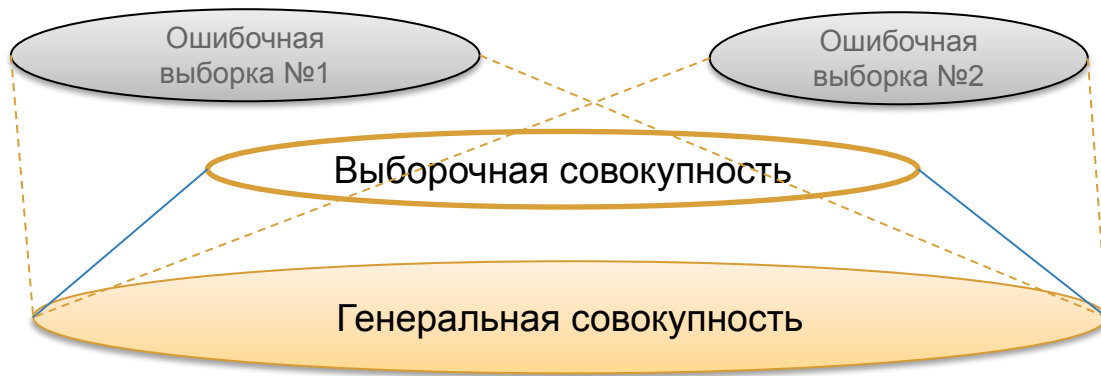 Ошибочная
выборка №1
Ошибочная
выборка №2
Выборочная совокупность
Генеральная совокупность